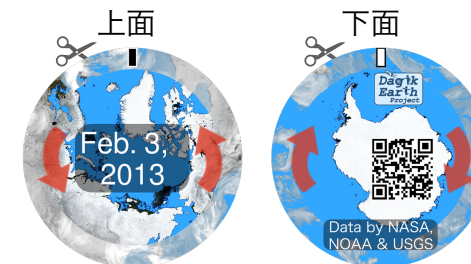 上面
下面
Feb. 3,
2013
Dagik
Earth
Project
Data by NASA,
NOAA & USGS